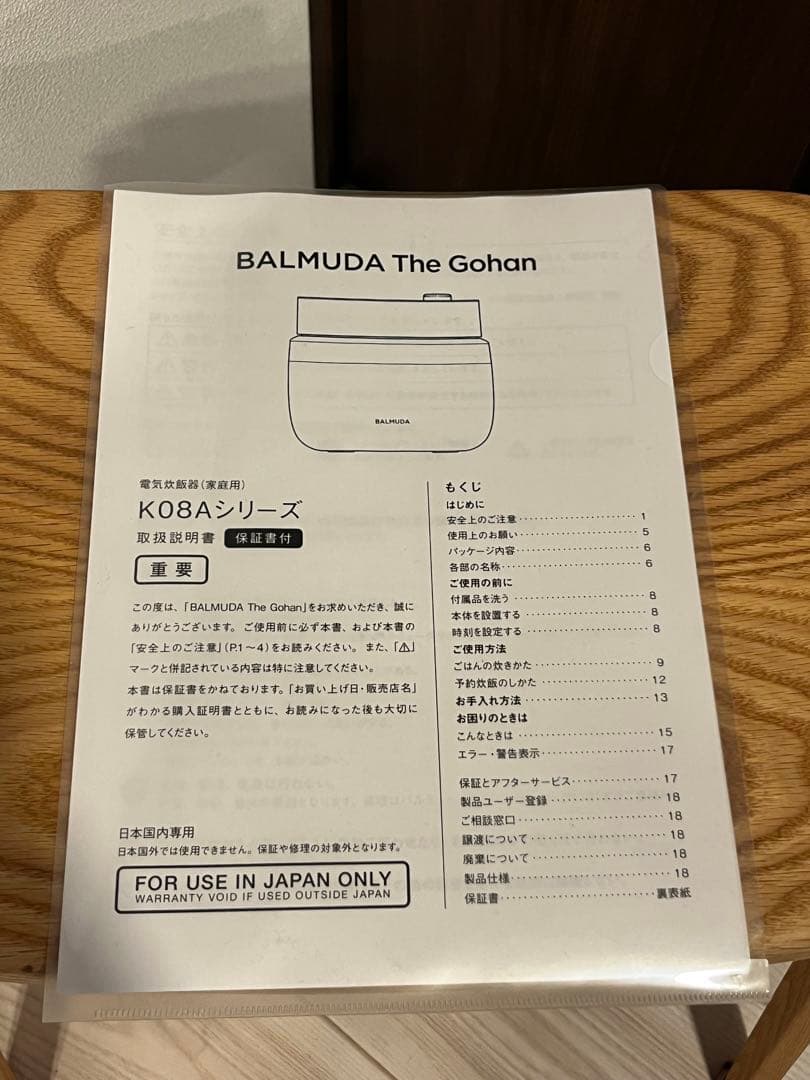 BALMUDA The Gohan
BALMUDA
電気炊飯器(家庭用)
K08Aシリーズ
取扱説明書 保証書付
重要
この度は、「BALMUDA The Gohan」をお求めいただき、誠に
ありがとうございます。ご使用前に必ず本書、および本書の
「安全上のご注意」(P.1〜4)をお読みください。また、「⚠」
マークと併記されている内容は特に注意してください。
本書は保証書をかねております。「お買い上げ日・販売店名」
がわかる購入証明書とともに、お読みになった後も大切に
保管してください。
日本国内専用
日本国外では使用できません。保証や修理の対象外となります。
FOR USE IN JAPAN ONLY
WARRANTY VOID IF USED OUTSIDE JAPAN
もくじ
はじめに
安全上のご注意 1
使用上のお願い 5
パッケージ内容 6
各部の名称 6
ご使用の前に
付属品を洗う 8
本体を設置する 8
時刻を設定する 8
ご使用方法
ごはんの炊きかた 9
予約炊飯のしかた 12
お手入れ方法 13
お困りのときは
こんなときは 15
エラー・警告表示 17
保証とアフターサービス 17
製品ユーザー登録 18
ご相談窓口 18
譲渡について 18
廃棄について 18
製品仕様 18
保証書 裏表紙